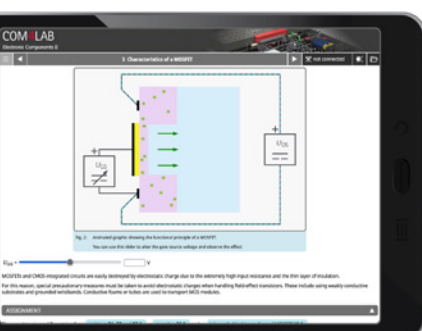 COM LAB
Electronic Components II
3 Characteristics of a MOSFET
Not connected
+
U_GS
+
U_DS
Fig. 2: Animated graphic showing the functional principle of a MOSFET.
You can use this slider to alter the gate-source voltage and observe the effect.
V
MOSFETs and CMOS integrated circuits are easily destroyed by electrostatic charge due to the extremely high input resistance and the thin layer of insulation.
For this reason, special precautionary measures must be taken to avoid electrostatic charges when handling field-effect transistors. These include using weakly conductive
substrates and grounded wristbands. Conductive foams or tubes are used to transport MOS modules.
ASSIGNMENT